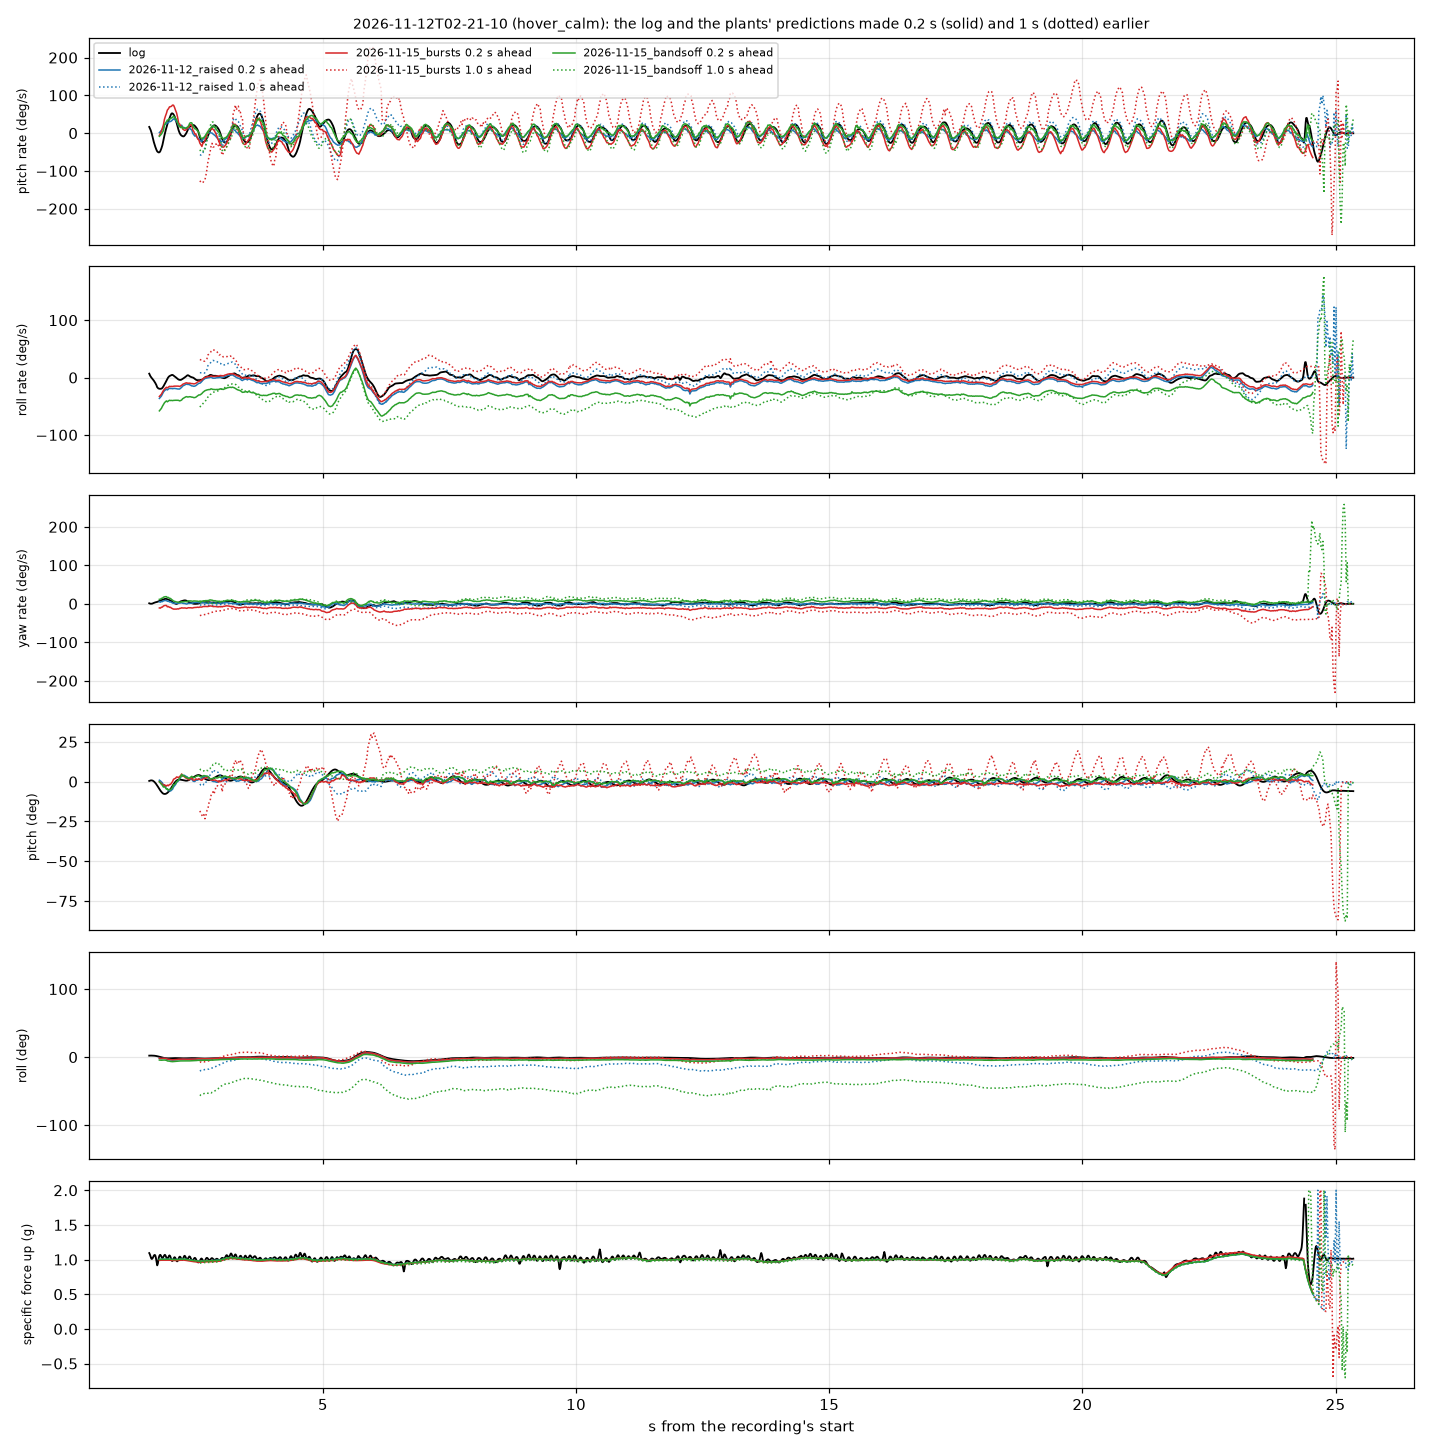 2026-11-12T02-21-10 (hover_calm): the log and the plants' predictions made 0.2 s (solid) and 1 s (dotted) earlier
log
2026-11-12_raised 0.2 s ahead
2026-11-12_raised 1.0 s ahead
2026-11-15_bursts 0.2 s ahead
2026-11-15_bursts 1.0 s ahead
2026-11-15_bandsoff 0.2 s ahead
2026-11-15_bandsoff 1.0 s ahead
pitch rate (deg/s)
200
100
0
−100
−200
roll rate (deg/s)
100
0
−100
yaw rate (deg/s)
200
100
0
−100
−200
pitch (deg)
25
0
−25
−50
−75
roll (deg)
100
0
−100
specific force up (g)
2.0
1.5
1.0
0.5
0.0
−0.5
5
10
15
20
25
s from the recording's start